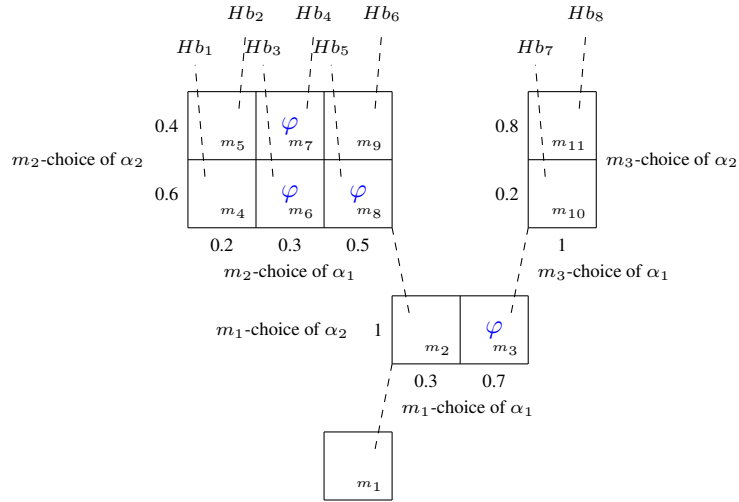 Hb₂ Hb₄ Hb₆ Hb₈
Hb₁ Hb₃ Hb₅ Hb₇
0.4 φ 0.8
m₅ m₇ m₉ m₁₁
m₂-choice of α₂ m₃-choice of α₂
0.6 φ φ 0.2
m₄ m₆ m₈ m₁₀
0.2 0.3 0.5 1
m₂-choice of α₁ m₃-choice of α₁
m₁-choice of α₂ 1 φ
m₂ m₃
0.3 0.7
m₁-choice of α₁
m₁